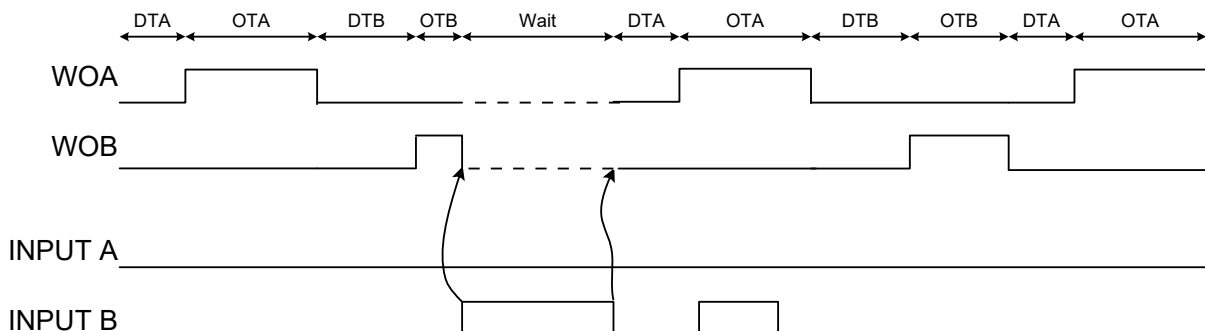 DTA OTA DTB OTB Wait DTA OTA DTB OTB DTA OTA
WOA
WOB
INPUT A
INPUT B